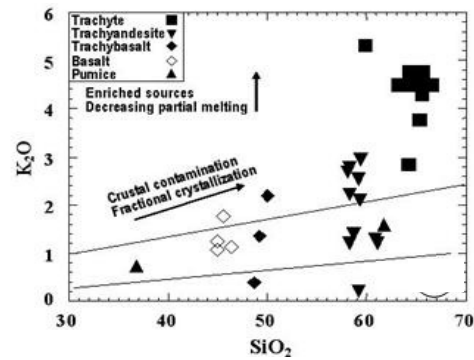 6
5
4
3
2
1
0
K₂O
Trachyte
Trachyandesite
Trachybasalt
Basalt
Pumice
Enriched sources
Decreasing partial melting
Crustal contamination
Fractional crystallization
30 40 50 60 70
SiO₂